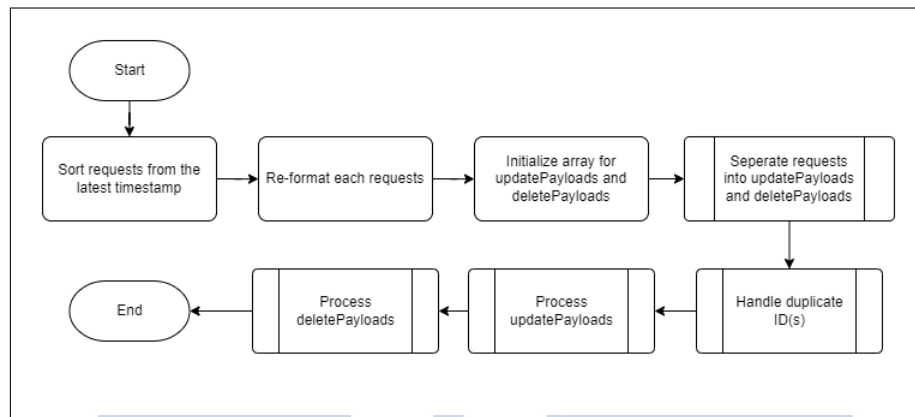 Start
Sort requests from the
latest timestamp
Re-format each requests
Initialize array for
updatePayloads and
deletePayloads
Seperate requests
into updatePayloads
and deletePayloads
Handle duplicate
ID(s)
Process
updatePayloads
Process
deletePayloads
End